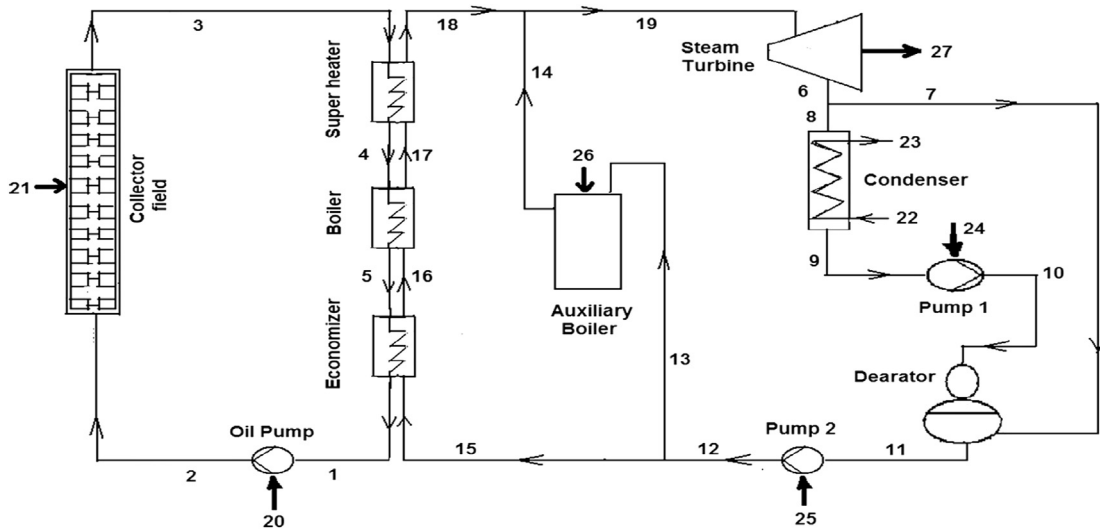 3
18
19
Steam
Turbine
27
14
6
7
Super heater
8
23
4
17
26
21
Collector
field
Condenser
Boiler
22
24
5
16
9
10
Auxiliary
Boiler
Pump 1
Economizer
13
Dearator
Oil Pump
Pump 2
2
1
15
12
11
20
25